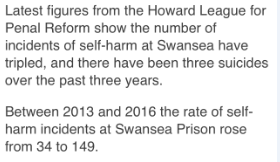 Latest figures from the Howard League for
Penal Reform show the number of
incidents of self-harm at Swansea have
tripled, and there have been three suicides
over the past three years.
Between 2013 and 2016 the rate of self-
harm incidents at Swansea Prison rose
from 34 to 149.